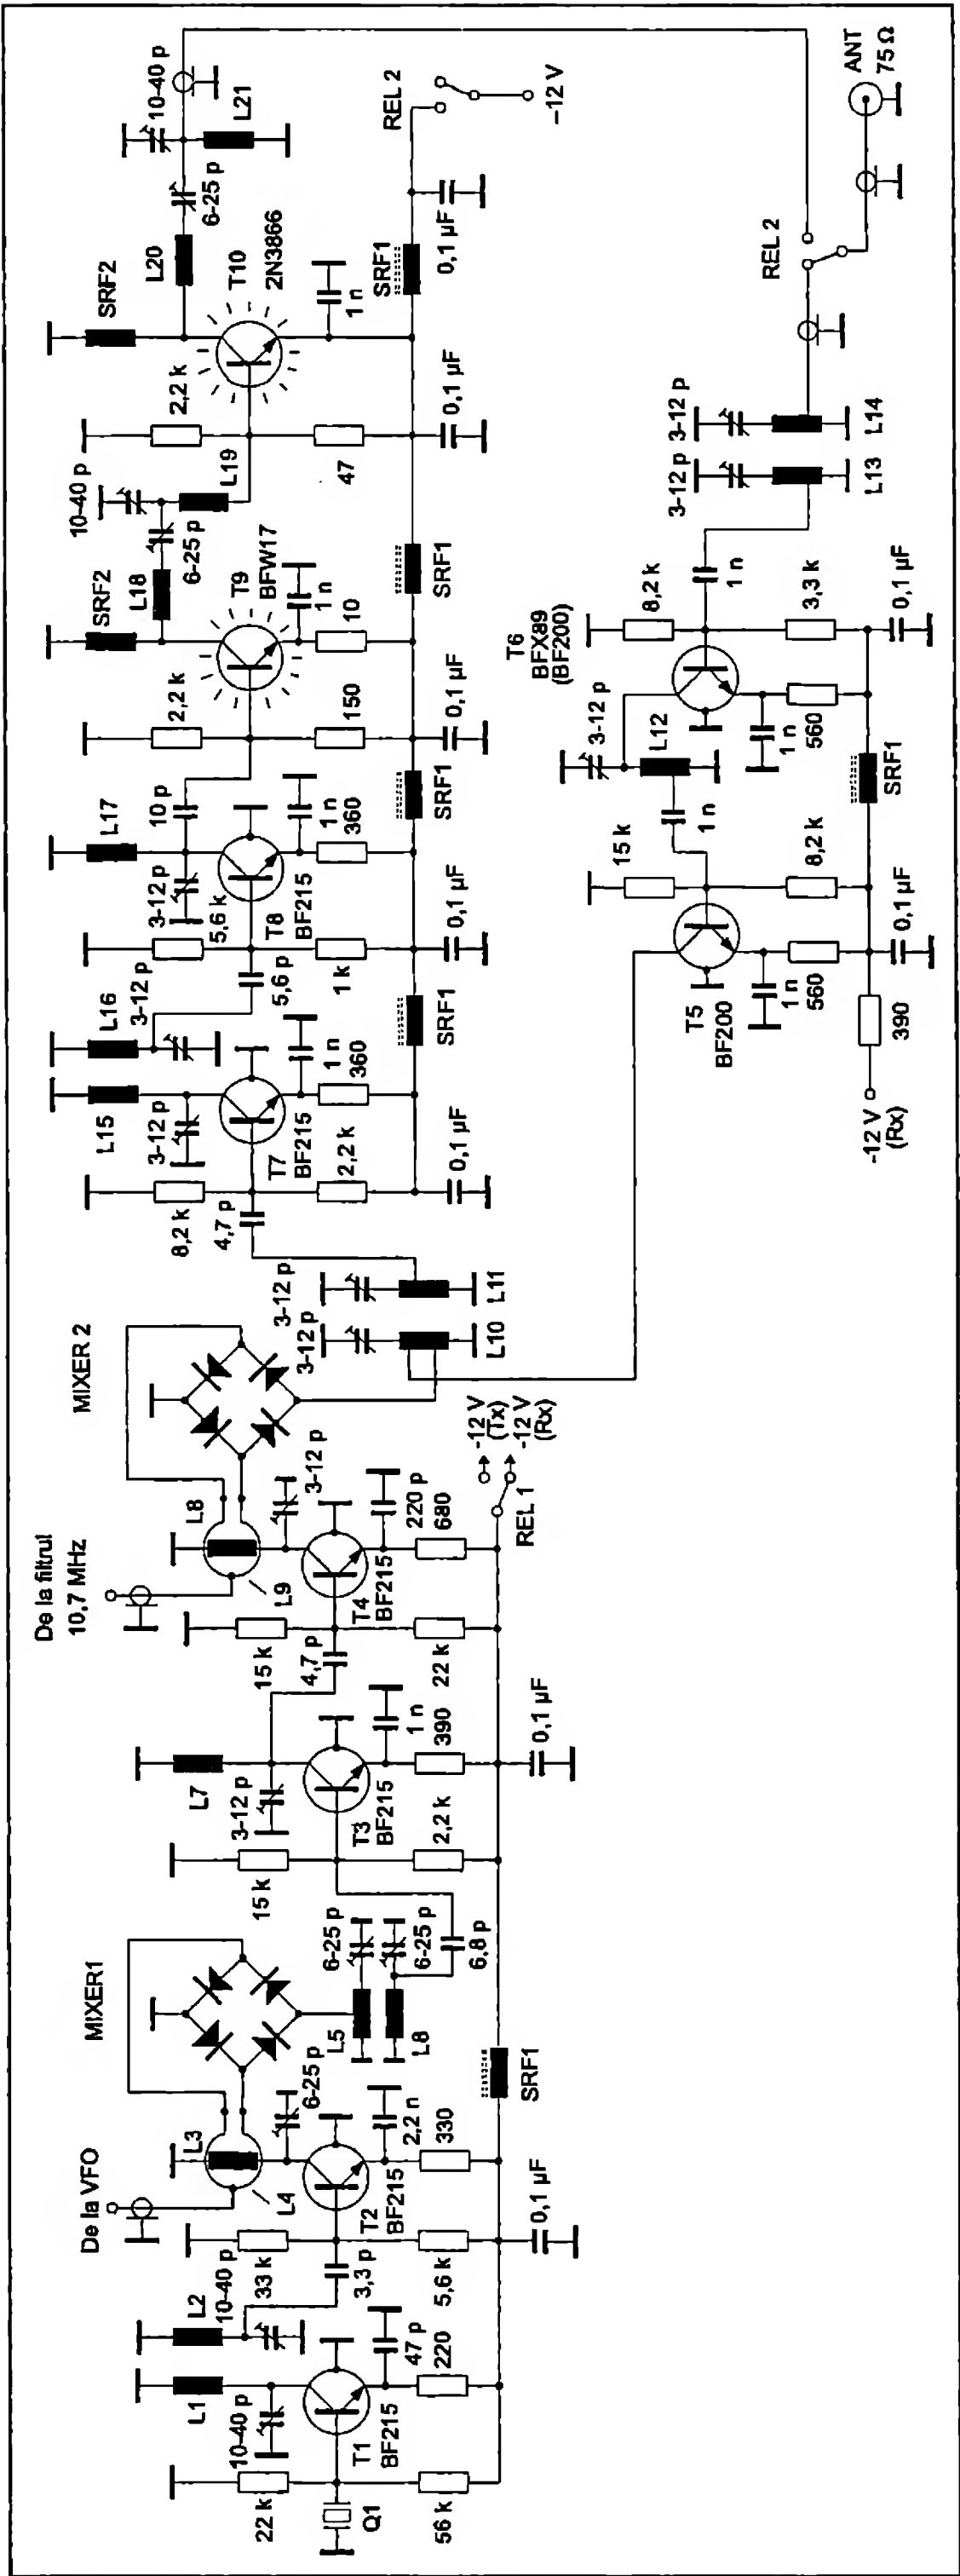 De la VFO
MIXER1
De la filtrul
10,7 MHz
MIXER 2
L1
L2
10-40 p
10-40 p
22 k
Q1
56 k
T1
BF215
47 p
220
33 k
3,3 p
5,6 k
T2
BF215
L3
L4
6-25 p
2,2 n
330
0,1 µF
SRF1
L5
L8
6-25 p
6-25 p
6,8 p
15 k
2,2 k
L7
3-12 p
T3
BF215
1 n
390
0,1 µF
15 k
4,7 p
22 k
T4
BF215
L8
L9
3-12 p
220 p
680
REL 1
-12 V
(Tx)
-12 V
(Rx)
L10
L11
3-12 p
3-12 p
8,2 k
4,7 p
2,2 k
0,1 µF
L15
3-12 p
T7
BF215
1 n
360
SRF1
L16
3-12 p
5,6 p
5,6 k
1 k
0,1 µF
L17
3-12 p
10 p
T8
BF215
1 n
360
SRF1
2,2 k
150
0,1 µF
SRF2
L18
T9
BFW17
1 n
10
SRF1
6-25 p
10-40 p
L19
2,2 k
47
0,1 µF
SRF2
L20
T10
2N3866
1 n
SRF1
0,1 µF
6-25 p
10-40 p
L21
REL 2
–12 V
-12 V
(Rx)
390
T5
BF200
1 n
560
0,1 µF
15 k
8,2 k
1 n
SRF1
L12
3-12 p
T6
BFX89
(BF200)
1 n
560
8,2 k
3,3 k
0,1 µF
1 n
3-12 p
3-12 p
L13
L14
REL 2
ANT
75 Ω